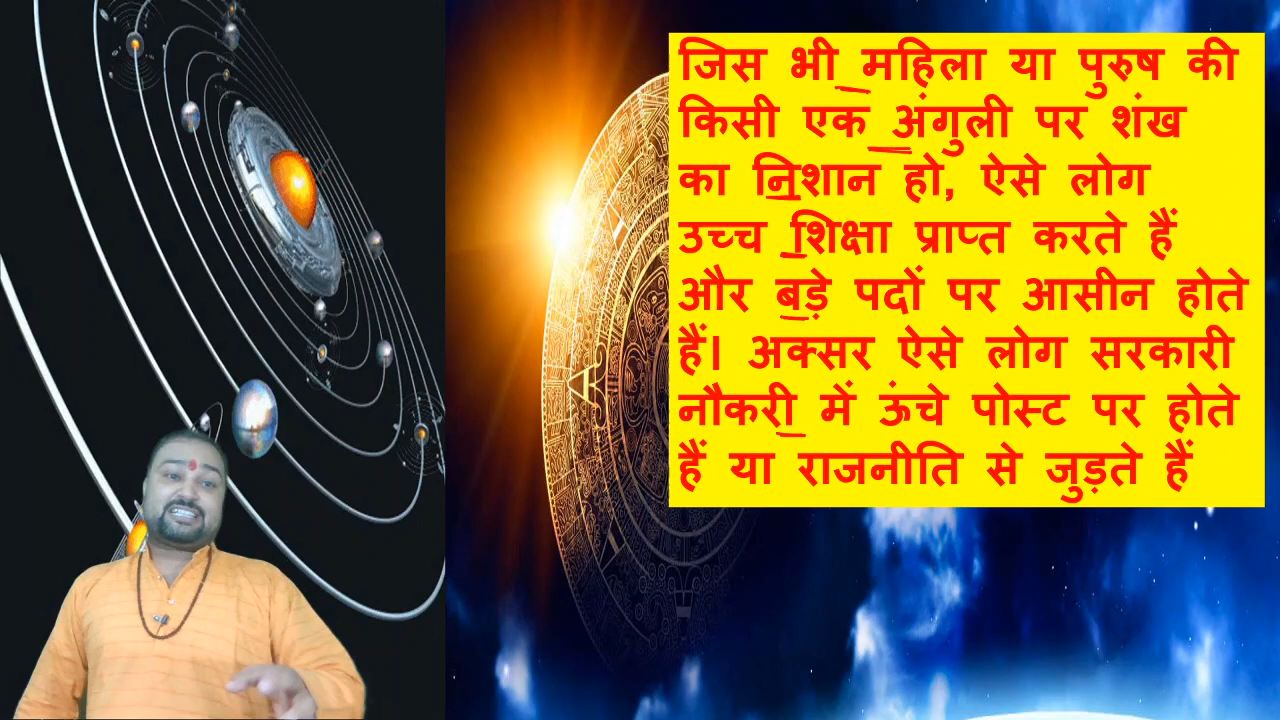 जिस भी महिला या पुरुष की
किसी एक अंगुली पर शंख
का निशान हो, ऐसे लोग
उच्च शिक्षा प्राप्त करते हैं
और बड़े पदों पर आसीन होते
हैं। अक्सर ऐसे लोग सरकारी
नौकरी में ऊंचे पोस्ट पर होते
हैं या राजनीति से जुड़ते हैं